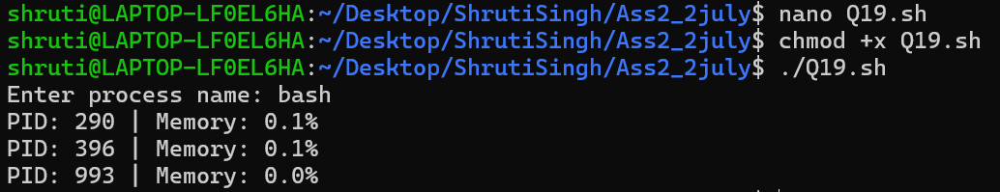 shruti@LAPTOP-LF0EL6HA:~/Desktop/ShrutiSingh/Ass2_2july$ nano Q19.sh
shruti@LAPTOP-LF0EL6HA:~/Desktop/ShrutiSingh/Ass2_2july$ chmod +x Q19.sh
shruti@LAPTOP-LF0EL6HA:~/Desktop/ShrutiSingh/Ass2_2july$ ./Q19.sh
Enter process name: bash
PID: 290 | Memory: 0.1%
PID: 396 | Memory: 0.1%
PID: 993 | Memory: 0.0%